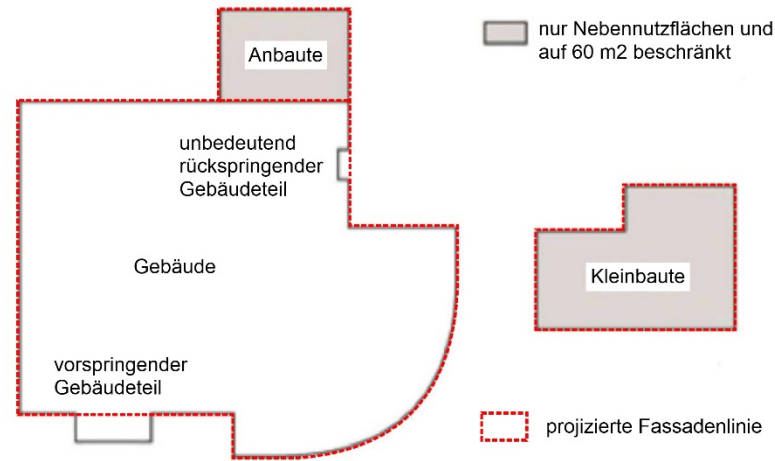 nur Nebennutzflächen und
auf 60 m2 beschränkt
Anbaute
unbedeutend
rückspringender
Gebäudeteil
Gebäude
Kleinbaute
vorspringender
Gebäudeteil
projizierte Fassadenlinie